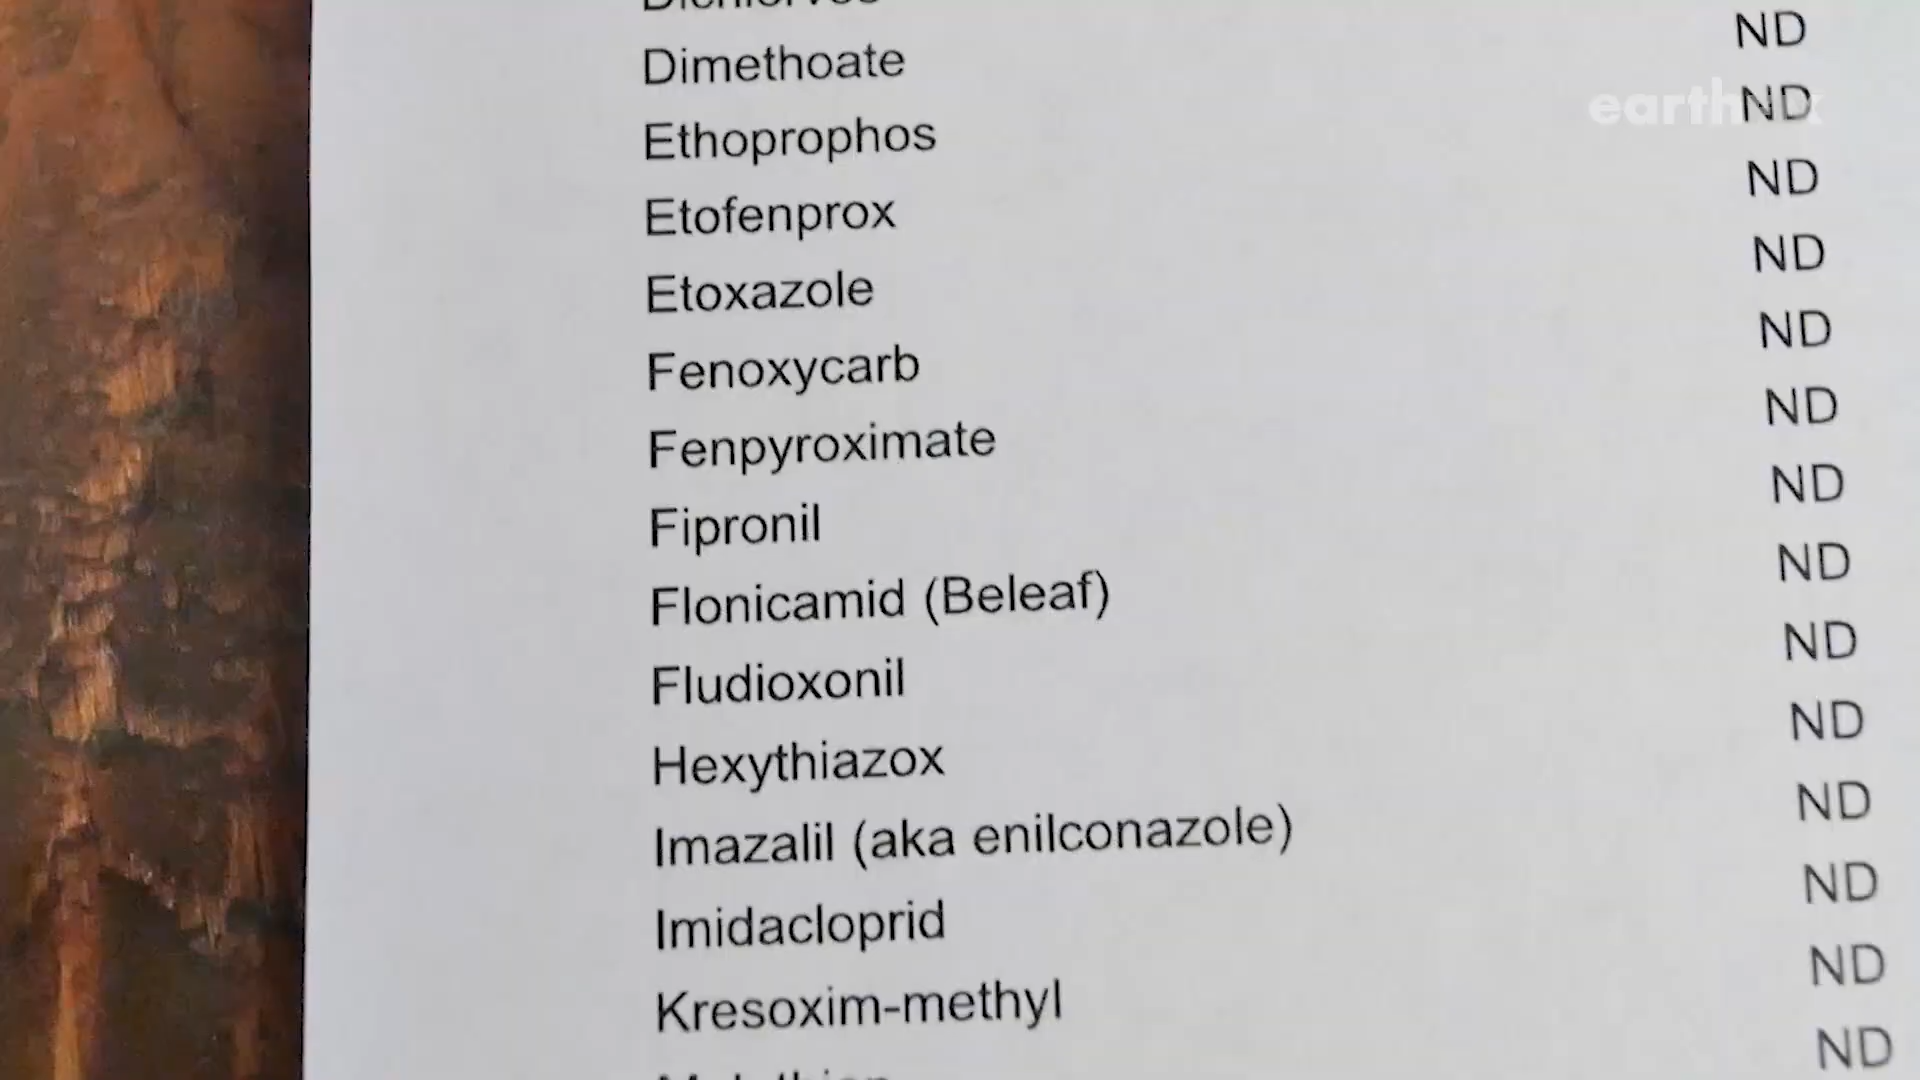 Dimethoate ND
earthx
Ethoprophos ND
Etofenprox ND
Etoxazole ND
Fenoxycarb ND
Fenpyroximate ND
Fipronil ND
Flonicamid (Beleaf) ND
Fludioxonil ND
Hexythiazox ND
Imazalil (aka enilconazole) ND
Imidacloprid ND
Kresoxim-methyl ND
ND